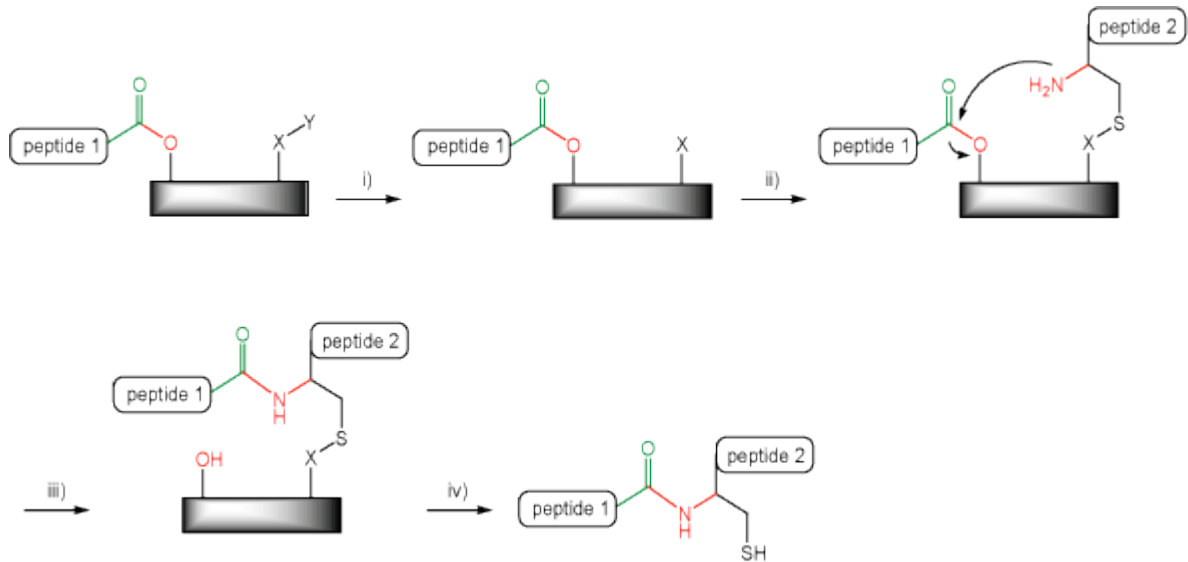 peptide 2
O
H₂N
O
O
S
peptide 1
O
X
Y
peptide 1
O
X
peptide 1
O
X
i)
ii)
O
peptide 2
peptide 1
N
H
S
OH
X
O
peptide 2
iii)
iv)
peptide 1
N
H
SH